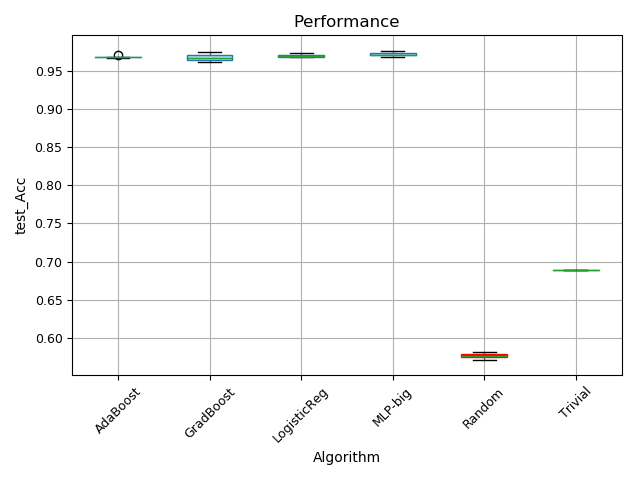 Performance
test_Acc
0.95
0.90
0.85
0.80
0.75
0.70
0.65
0.60
AdaBoost
GradBoost
LogisticReg
MLP-big
Random
Trivial
Algorithm